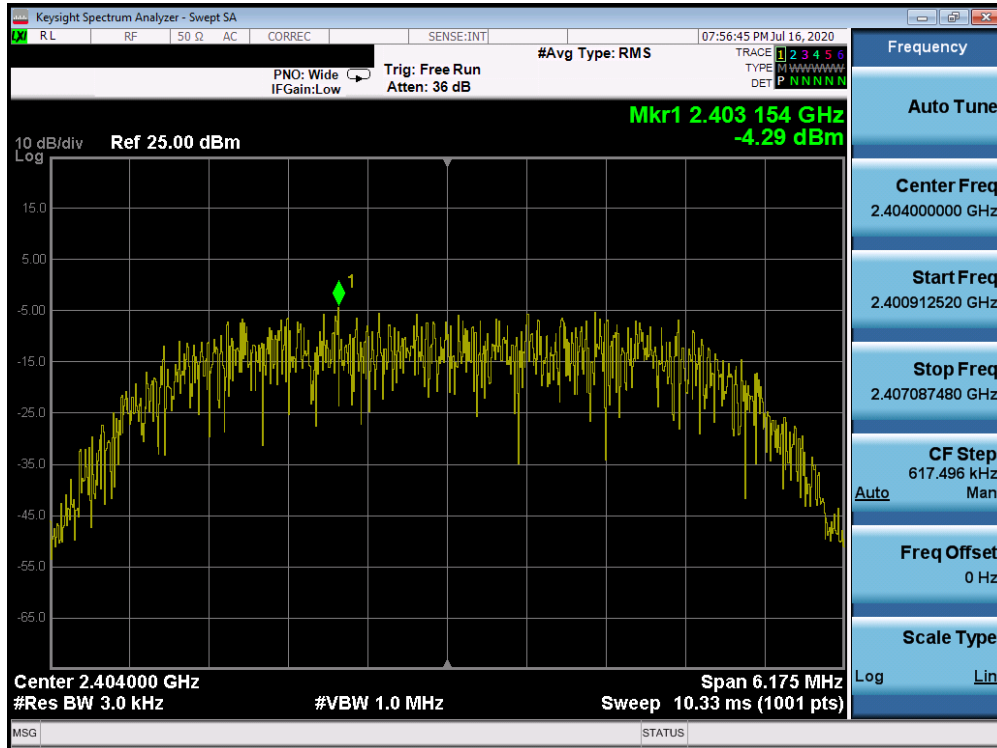 Keysight Spectrum Analyzer - Swept SA
LXI RL RF 50 Ω AC CORREC SENSE:INT 07:56:45 PM Jul 16, 2020
#Avg Type: RMS TRACE 1 2 3 4 5 6
PNO: Wide Trig: Free Run TYPE M WWWWW
IFGain:Low Atten: 36 dB DET P N N N N N
Mkr1 2.403 154 GHz
-4.29 dBm
10 dB/div Ref 25.00 dBm
Log
15.0
5.00
1
-5.00
-15.0
-25.0
-35.0
-45.0
-55.0
-65.0
Center 2.404000 GHz Span 6.175 MHz
#Res BW 3.0 kHz #VBW 1.0 MHz Sweep 10.33 ms (1001 pts)
MSG STATUS
Frequency
Auto Tune
Center Freq
2.404000000 GHz
Start Freq
2.400912520 GHz
Stop Freq
2.407087480 GHz
CF Step
617.496 kHz
Auto Man
Freq Offset
0 Hz
Scale Type
Log Lin